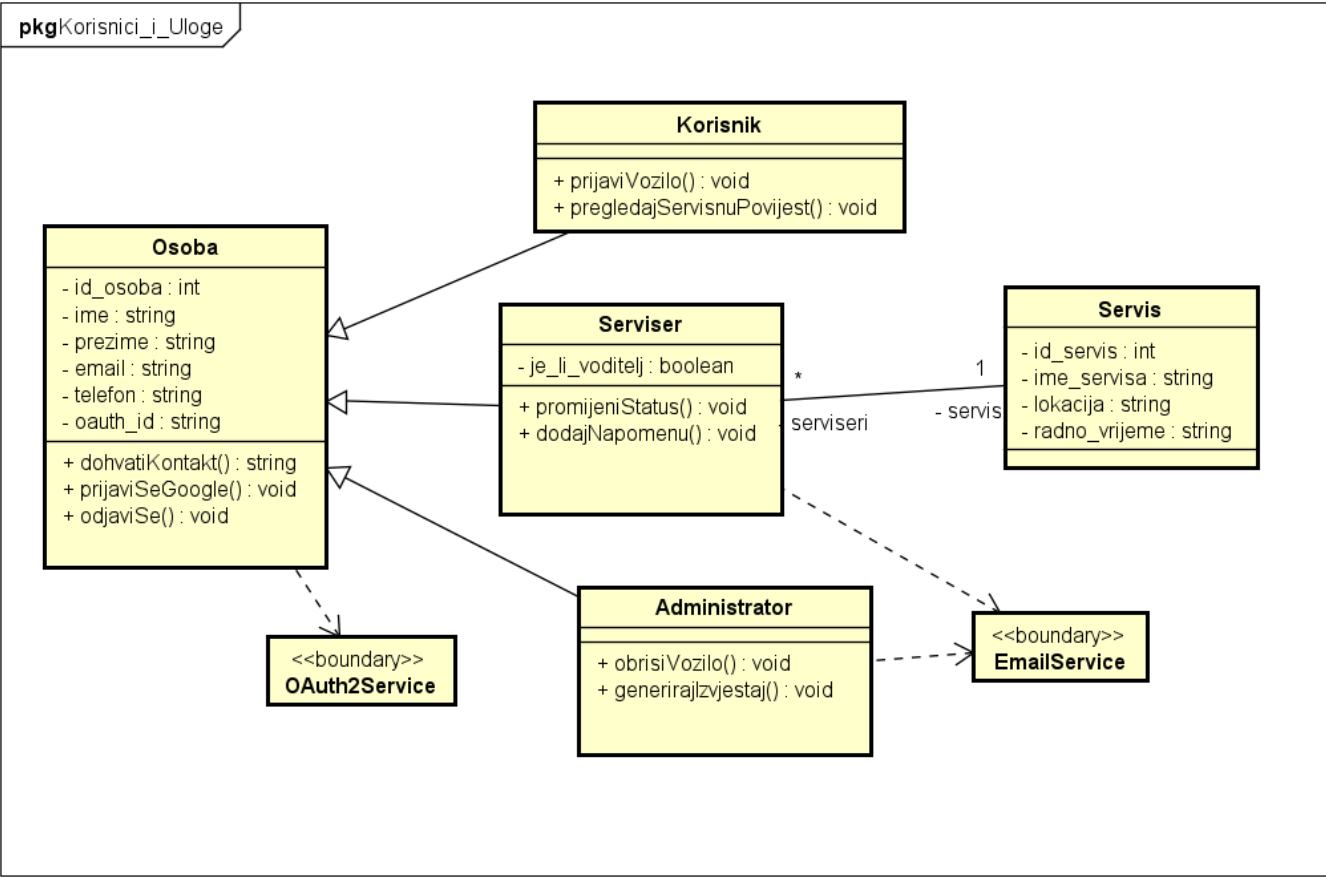 pkgKorisnici_i_Uloge
Korisnik
+ prijaviVozilo() : void
+ pregledajServisnuPovijest() : void
Osoba
- id_osoba : int
- ime : string
- prezime : string
- email : string
- telefon : string
- oauth_id : string
+ dohvatiKontakt() : string
+ prijaviSeGoogle() : void
+ odjaviSe() : void
Serviser
- je_li_voditelj : boolean
+ promijeniStatus() : void
+ dodajNapomenu() : void
*
- serviseri
1
- servis
Servis
- id_servis : int
- ime_servisa : string
- lokacija : string
- radno_vrijeme : string
Administrator
+ obrisiVozilo() : void
+ generirajIzvjestaj() : void
<<boundary>>
OAuth2Service
<<boundary>>
EmailService